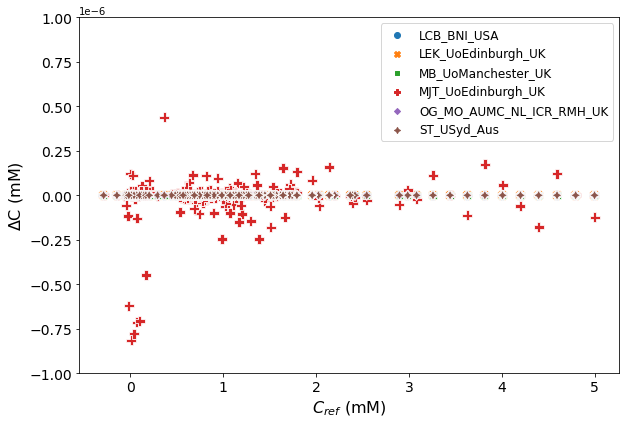 1e−6
1.00
0.75
0.50
0.25
0.00
−0.25
−0.50
−0.75
−1.00
ΔC (mM)
0 1 2 3 4 5
C_ref (mM)
LCB_BNI_USA
LEK_UoEdinburgh_UK
MB_UoManchester_UK
MJT_UoEdinburgh_UK
OG_MO_AUMC_NL_ICR_RMH_UK
ST_USyd_Aus